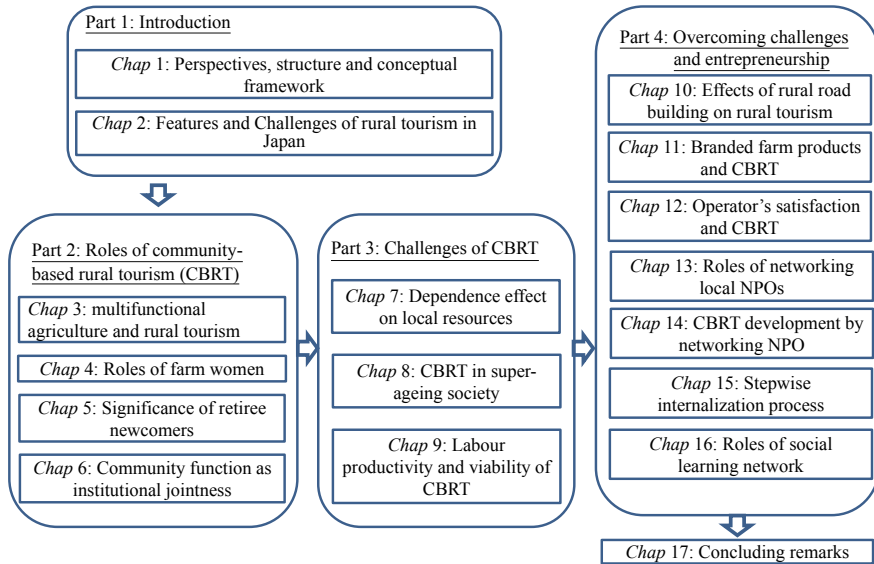 Part 1: Introduction
Chap 1: Perspectives, structure and conceptual
framework
Chap 2: Features and Challenges of rural tourism in
Japan
Part 2: Roles of community-
based rural tourism (CBRT)
Chap 3: multifunctional
agriculture and rural tourism
Chap 4: Roles of farm women
Chap 5: Significance of retiree
newcomers
Chap 6: Community function as
institutional jointness
Part 3: Challenges of CBRT
Chap 7: Dependence effect
on local resources
Chap 8: CBRT in super-
ageing society
Chap 9: Labour
productivity and viability of
CBRT
Part 4: Overcoming challenges
and entrepreneurship
Chap 10: Effects of rural road
building on rural tourism
Chap 11: Branded farm products
and CBRT
Chap 12: Operator’s satisfaction
and CBRT
Chap 13: Roles of networking
local NPOs
Chap 14: CBRT development by
networking NPO
Chap 15: Stepwise
internalization process
Chap 16: Roles of social
learning network
Chap 17: Concluding remarks